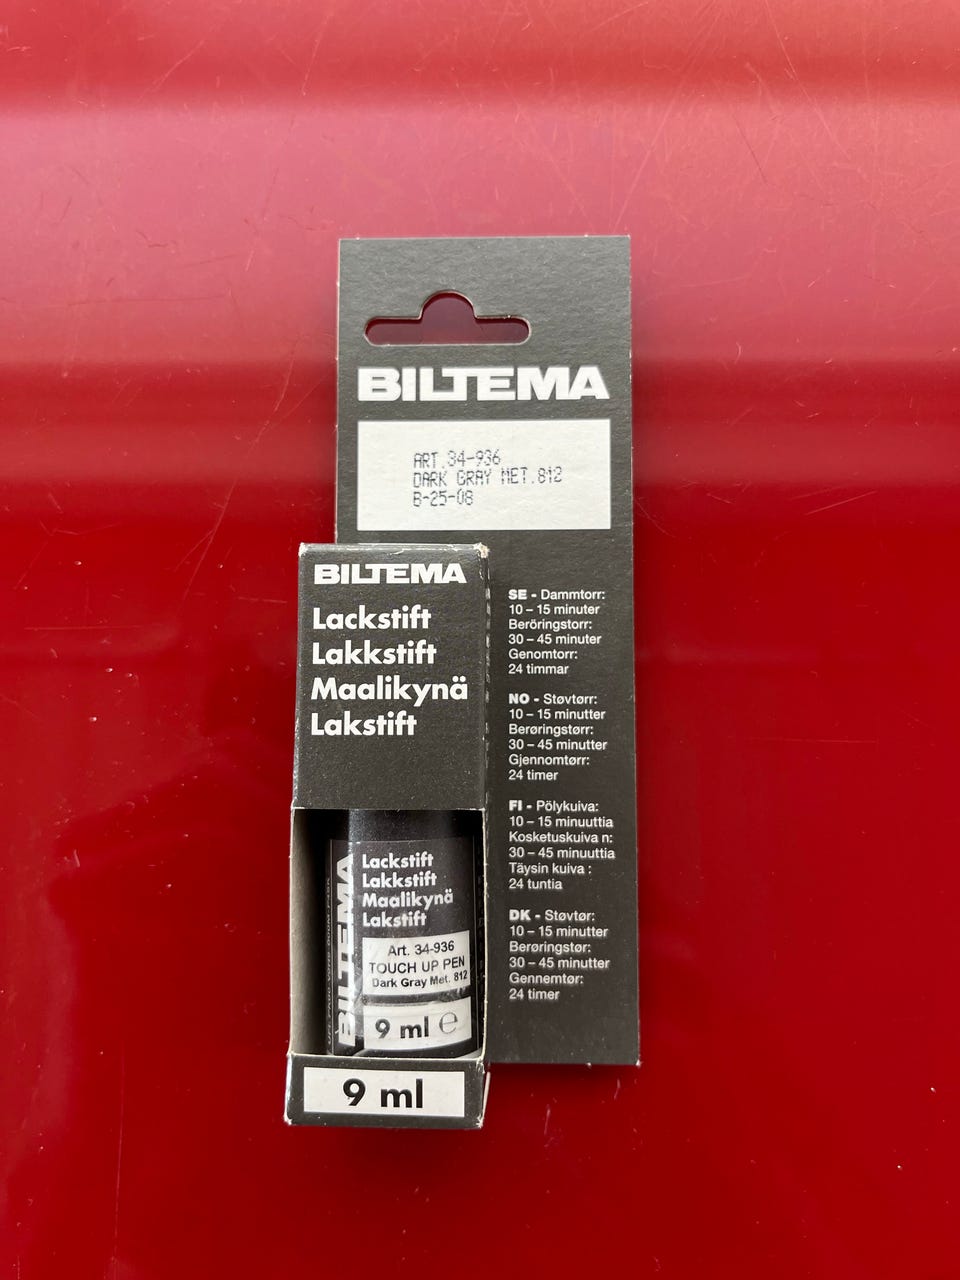 BILTEMA
ART.34-936
DARK GRAY MET.812
B-25-08
SE - Dammtorr:
10 – 15 minuter
Beröringstorr:
30 – 45 minuter
Genomtorr:
24 timmar
NO - Støvtørr:
10 – 15 minutter
Berøringstørr:
30 – 45 minutter
Gjennomtørr:
24 timer
FI - Pölykuiva:
10 – 15 minuuttia
Kosketuskuiva n:
30 – 45 minuuttia
Täysin kuiva :
24 tuntia
DK - Støvtør:
10 – 15 minutter
Berøringstør:
30 – 45 minutter
Gennemtør:
24 timer
BILTEMA
Lackstift
Lakkstift
Maalikynä
Lakstift
BILTEMA
Lackstift
Lakkstift
Maalikynä
Lakstift
Art. 34-936
TOUCH UP PEN
Dark Gray Met. 812
9 ml ℮
9 ml